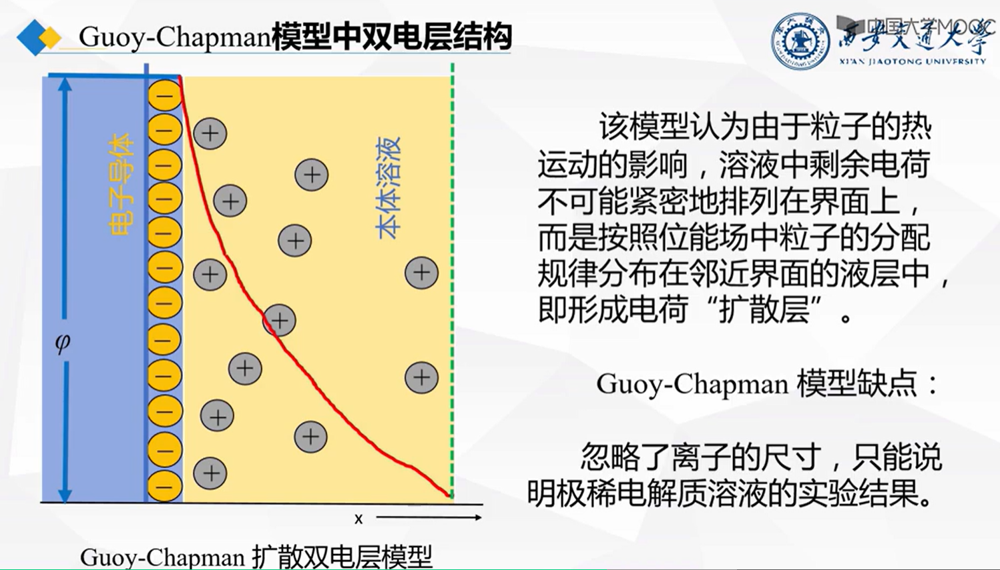 Guoy-Chapman模型中双电层结构
中国大学MOOC
西安交通大学
XI'AN JIAOTONG UNIVERSITY
电子导体
本体溶液
φ
x
Guoy-Chapman 扩散双电层模型
该模型认为由于粒子的热
运动的影响，溶液中剩余电荷
不可能紧密地排列在界面上，
而是按照位能场中粒子的分配
规律分布在邻近界面的液层中，
即形成电荷“扩散层”。
Guoy-Chapman 模型缺点：
忽略了离子的尺寸，只能说
明极稀电解质溶液的实验结果。